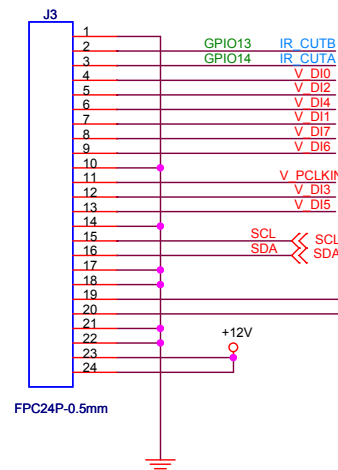 J3
1
2 GPIO13 IR_CUTB
3 GPIO14 IR_CUTA
4 V_DI0
5 V_DI2
6 V_DI4
7 V_DI1
8 V_DI7
9 V_DI6
10
11 V_PCLKIN
12 V_DI3
13 V_DI5
14
15 SCL SCL
16 SDA SDA
17
18
19
20
21
22 +12V
23
24
FPC24P-0.5mm